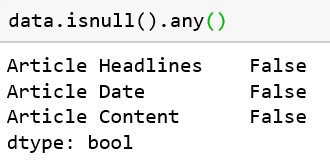 data.isnull().any()
Article Headlines    False
Article Date         False
Article Content      False
dtype: bool